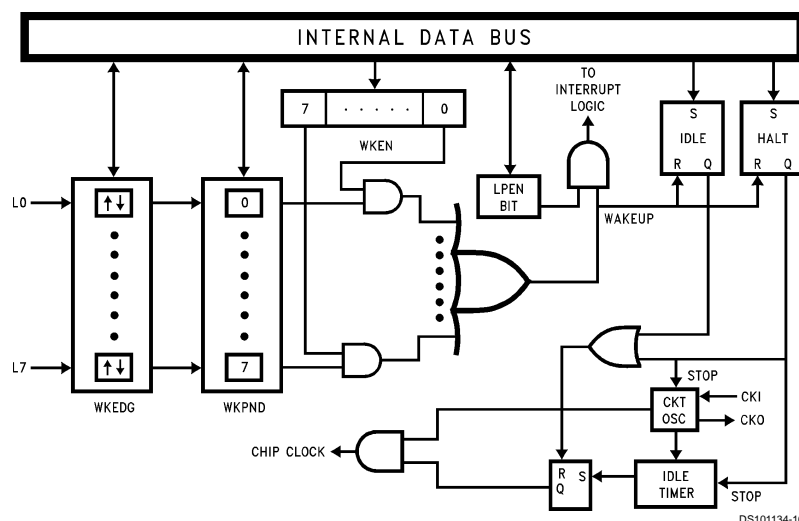 INTERNAL DATA BUS
7 · · · · · 0
WKEN
TO
INTERRUPT
LOGIC
S
IDLE
R Q
S
HALT
R Q
LPEN
BIT
WAKEUP
L0
↑↓
0
L7
↑↓
7
WKEDG
WKPND
STOP
CKT
OSC
CKI
CKO
CHIP CLOCK
R S
Q
IDLE
TIMER
STOP